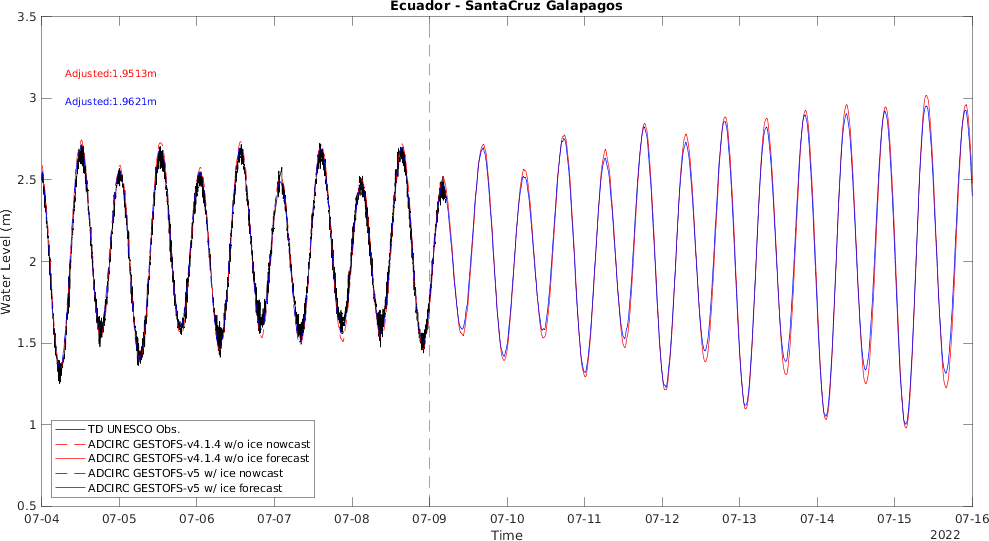 Ecuador - SantaCruz Galapagos
3.5
3
2.5
2
1.5
1
0.5
Water Level (m)
Adjusted:1.9513m
Adjusted:1.9621m
TD UNESCO Obs.
ADCIRC GESTOFS-v4.1.4 w/o ice nowcast
ADCIRC GESTOFS-v4.1.4 w/o ice forecast
ADCIRC GESTOFS-v5 w/ ice nowcast
ADCIRC GESTOFS-v5 w/ ice forecast
07-04 07-05 07-06 07-07 07-08 07-09 07-10 07-11 07-12 07-13 07-14 07-15 07-16
Time
2022